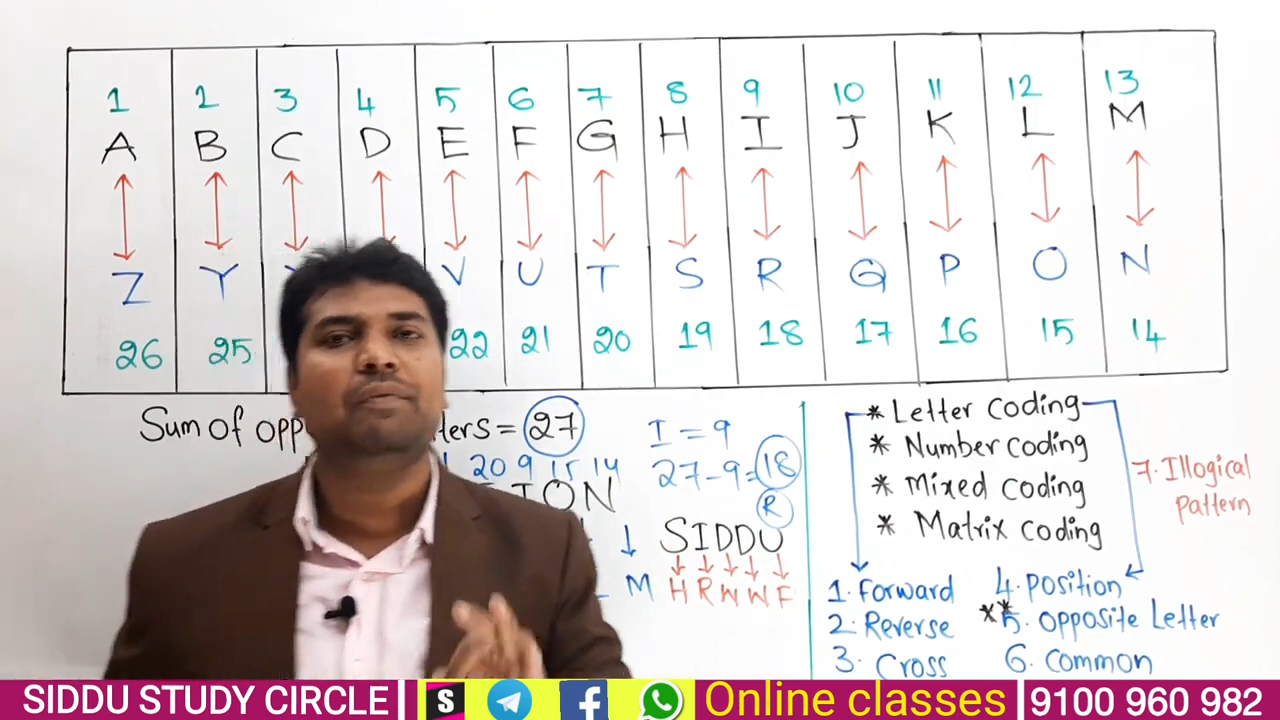 1 2 3 4 5 6 7 8 9 10 11 12 13
A B C D E F G H I J K L M
Z Y V U T S R Q P O N
26 25 22 21 20 19 18 17 16 15 14
Sum of opp ters = 27
20 9 15 14
ION
M
I = 9
27-9=18
R
SIDDU
HRWWF
* Letter Coding
* Number coding
* Mixed coding
* Matrix coding
7. Illogical
pattern
1. Forward
2. Reverse
3. Cross
4. position
**5. opposite Letter
6. common
SIDDU STUDY CIRCLE S f Online classes 9100 960 982